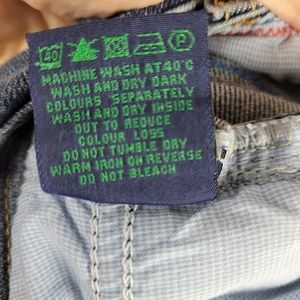 40 P
MACHINE WASH AT 40°C
WASH AND DRY DARK
COLOURS SEPARATELY
WASH AND DRY INSIDE
OUT TO REDUCE
COLOUR LOSS
DO NOT TUMBLE DRY
WARM IRON ON REVERSE
DO NOT BLEACH